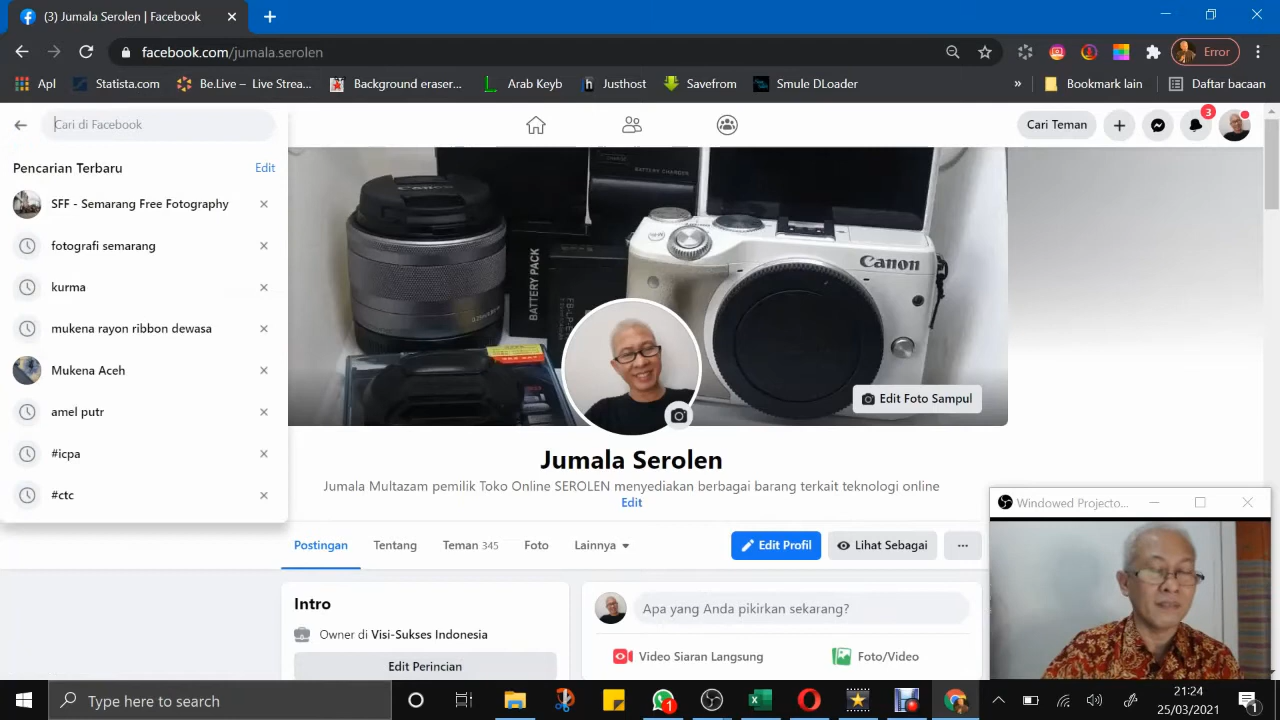 (3) Jumala Serolen | Facebook
facebook.com/jumala.serolen
Error
Apl
Statista.com
Be.Live – Live Strea...
Background eraser...
Arab Keyb
Justhost
Savefrom
Smule DLoader
»
Bookmark lain
Daftar bacaan
Cari di Facebook
Cari Teman
3
Pencarian Terbaru
Edit
SFF - Semarang Free Fotography
fotografi semarang
kurma
mukena rayon ribbon dewasa
Mukena Aceh
amel putr
#icpa
#ctc
BATTERY CHARGER
BATTERY PACK
Canon
Canon
Edit Foto Sampul
Jumala Serolen
Jumala Multazam pemilik Toko Online SEROLEN menyediakan berbagai barang terkait teknologi online
Edit
Postingan
Tentang
Teman 345
Foto
Lainnya
Edit Profil
Lihat Sebagai
Intro
Owner di Visi-Sukses Indonesia
Edit Perincian
Apa yang Anda pikirkan sekarang?
Video Siaran Langsung
Foto/Video
Windowed Projecto...
Type here to search
1
21:24
25/03/2021
1